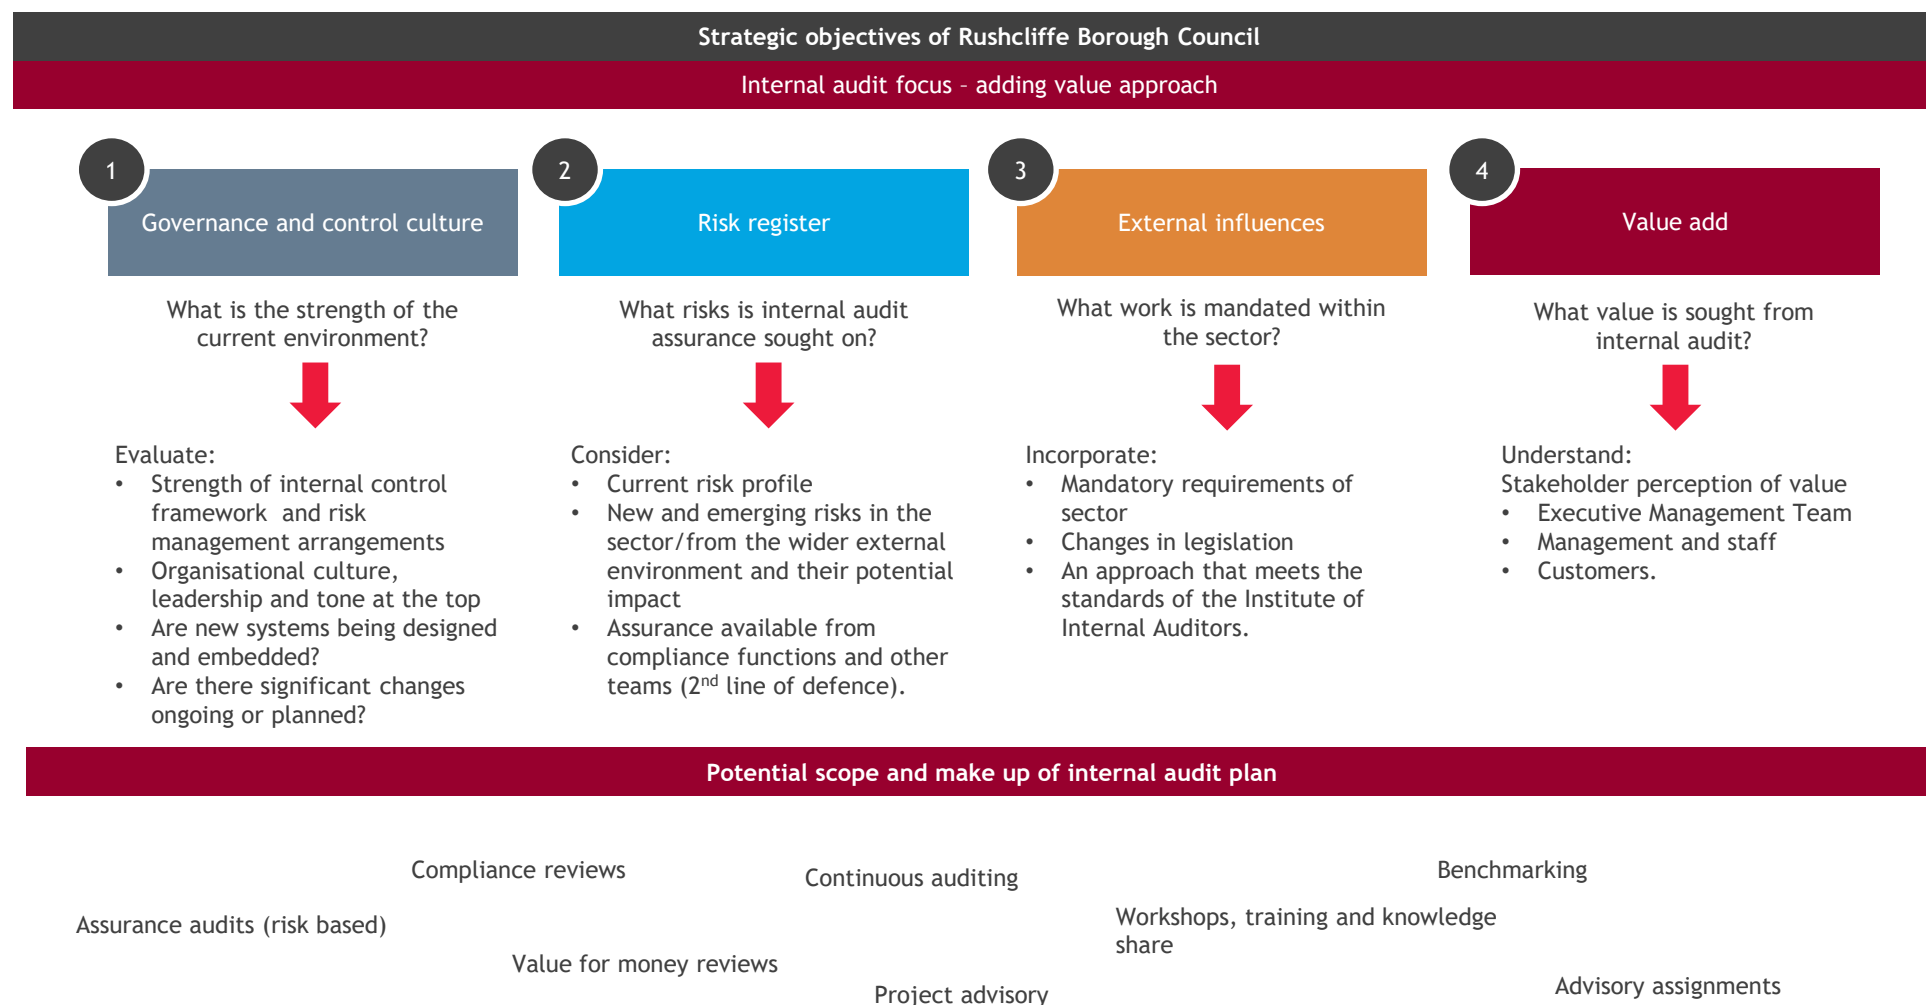 Strategic objectives of Rushcliffe Borough Council
Internal audit focus – adding value approach
1
Governance and control culture
What is the strength of the
current environment?
Evaluate:
• Strength of internal control
framework and risk
management arrangements
• Organisational culture,
leadership and tone at the top
• Are new systems being designed
and embedded?
• Are there significant changes
ongoing or planned?
2
Risk register
What risks is internal audit
assurance sought on?
Consider:
• Current risk profile
• New and emerging risks in the
sector/from the wider external
environment and their potential
impact
• Assurance available from
compliance functions and other
teams (2nd line of defence).
3
External influences
What work is mandated within
the sector?
Incorporate:
• Mandatory requirements of
sector
• Changes in legislation
• An approach that meets the
standards of the Institute of
Internal Auditors.
4
Value add
What value is sought from
internal audit?
Understand:
Stakeholder perception of value
• Executive Management Team
• Management and staff
• Customers.
Potential scope and make up of internal audit plan
Compliance reviews
Continuous auditing
Benchmarking
Assurance audits (risk based)
Workshops, training and knowledge
share
Value for money reviews
Project advisory
Advisory assignments